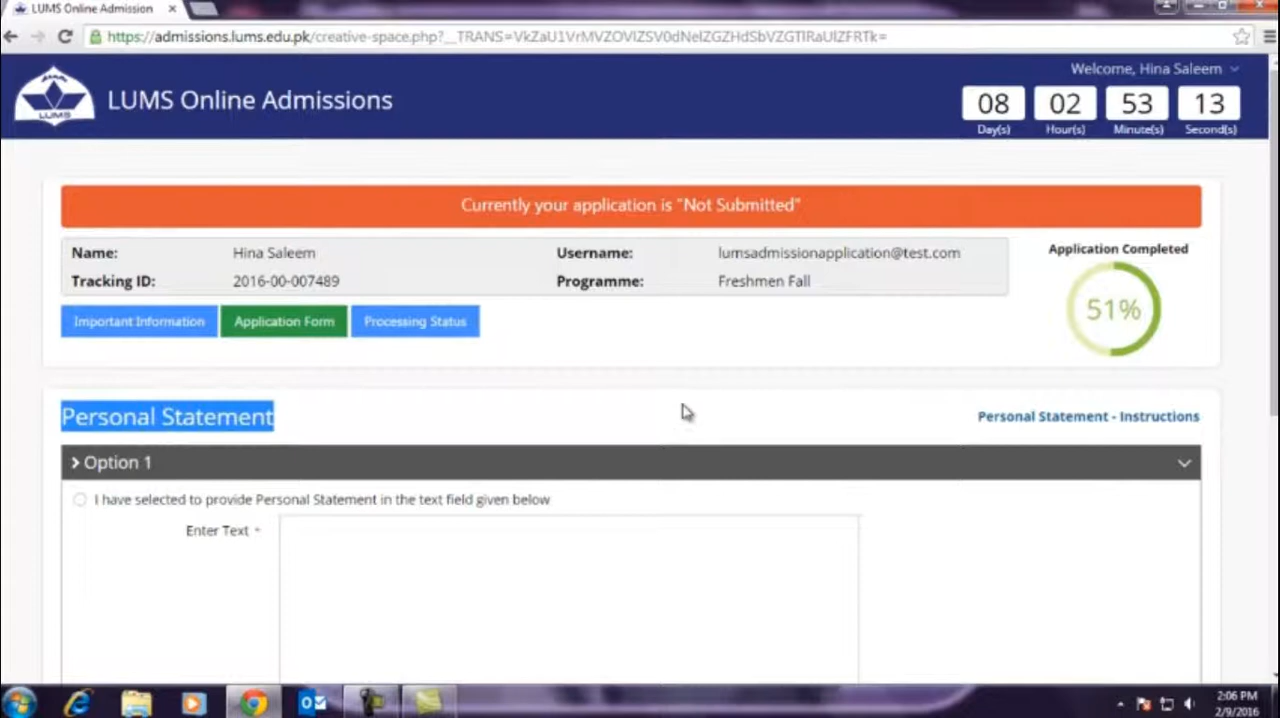 LUMS Online Admission
https://admissions.lums.edu.pk/creative-space.php?__TRANS=
Welcome, Hina Saleem
LUMS
LUMS Online Admissions
08 02 53 13
Day(s) Hour(s) Minute(s) Second(s)
Currently your application is "Not Submitted"
Name: Hina Saleem Username: lumsadmissionapplication@test.com
Application Completed
Tracking ID: 2016-00-007489 Programme: Freshmen Fall
51%
Important Information Application Form Processing Status
Personal Statement
Personal Statement - Instructions
Option 1
I have selected to provide Personal Statement in the text field given below
Enter Text *
2:06 PM
2/9/2016